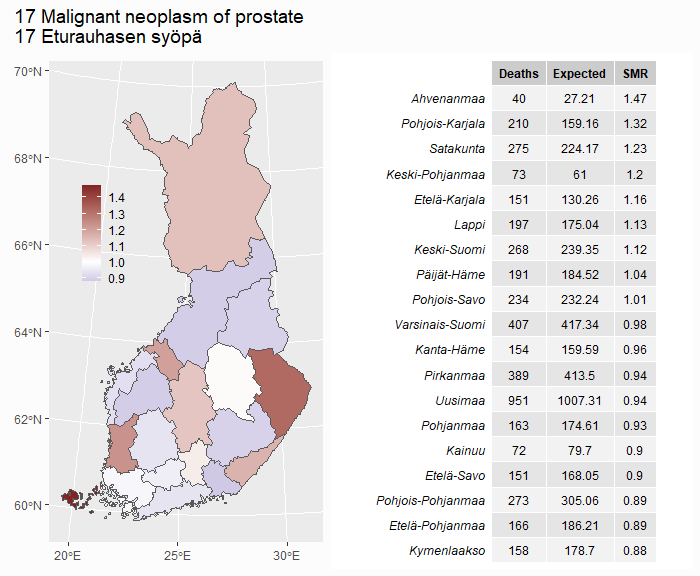 17 Malignant neoplasm of prostate
17 Eturauhasen syöpä
70°N
68°N
66°N
64°N
62°N
60°N
20°E 25°E 30°E
1.4
1.3
1.2
1.1
1.0
0.9
Deaths Expected SMR
Ahvenanmaa 40 27.21 1.47
Pohjois-Karjala 210 159.16 1.32
Satakunta 275 224.17 1.23
Keski-Pohjanmaa 73 61 1.2
Etelä-Karjala 151 130.26 1.16
Lappi 197 175.04 1.13
Keski-Suomi 268 239.35 1.12
Päijät-Häme 191 184.52 1.04
Pohjois-Savo 234 232.24 1.01
Varsinais-Suomi 407 417.34 0.98
Kanta-Häme 154 159.59 0.96
Pirkanmaa 389 413.5 0.94
Uusimaa 951 1007.31 0.94
Pohjanmaa 163 174.61 0.93
Kainuu 72 79.7 0.9
Etelä-Savo 151 168.05 0.9
Pohjois-Pohjanmaa 273 305.06 0.89
Etelä-Pohjanmaa 166 186.21 0.89
Kymenlaakso 158 178.7 0.88